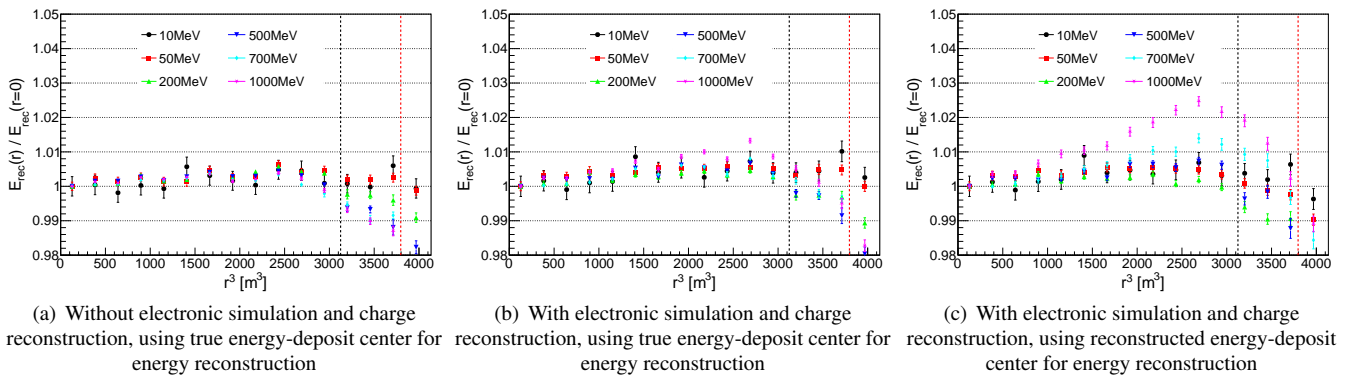 1.05
1.04
1.03
1.02
1.01
1
0.99
0.98
E_rec(r) / E_rec(r=0)
10MeV
500MeV
50MeV
700MeV
200MeV
1000MeV
0 500 1000 1500 2000 2500 3000 3500 4000
r³ [m³]
(a) Without electronic simulation and charge
reconstruction, using true energy-deposit center for
energy reconstruction
1.05
1.04
1.03
1.02
1.01
1
0.99
0.98
E_rec(r) / E_rec(r=0)
10MeV
500MeV
50MeV
700MeV
200MeV
1000MeV
0 500 1000 1500 2000 2500 3000 3500 4000
r³ [m³]
(b) With electronic simulation and charge
reconstruction, using true energy-deposit center for
energy reconstruction
1.05
1.04
1.03
1.02
1.01
1
0.99
0.98
E_rec(r) / E_rec(r=0)
10MeV
500MeV
50MeV
700MeV
200MeV
1000MeV
0 500 1000 1500 2000 2500 3000 3500 4000
r³ [m³]
(c) With electronic simulation and charge
reconstruction, using reconstructed energy-deposit
center for energy reconstruction